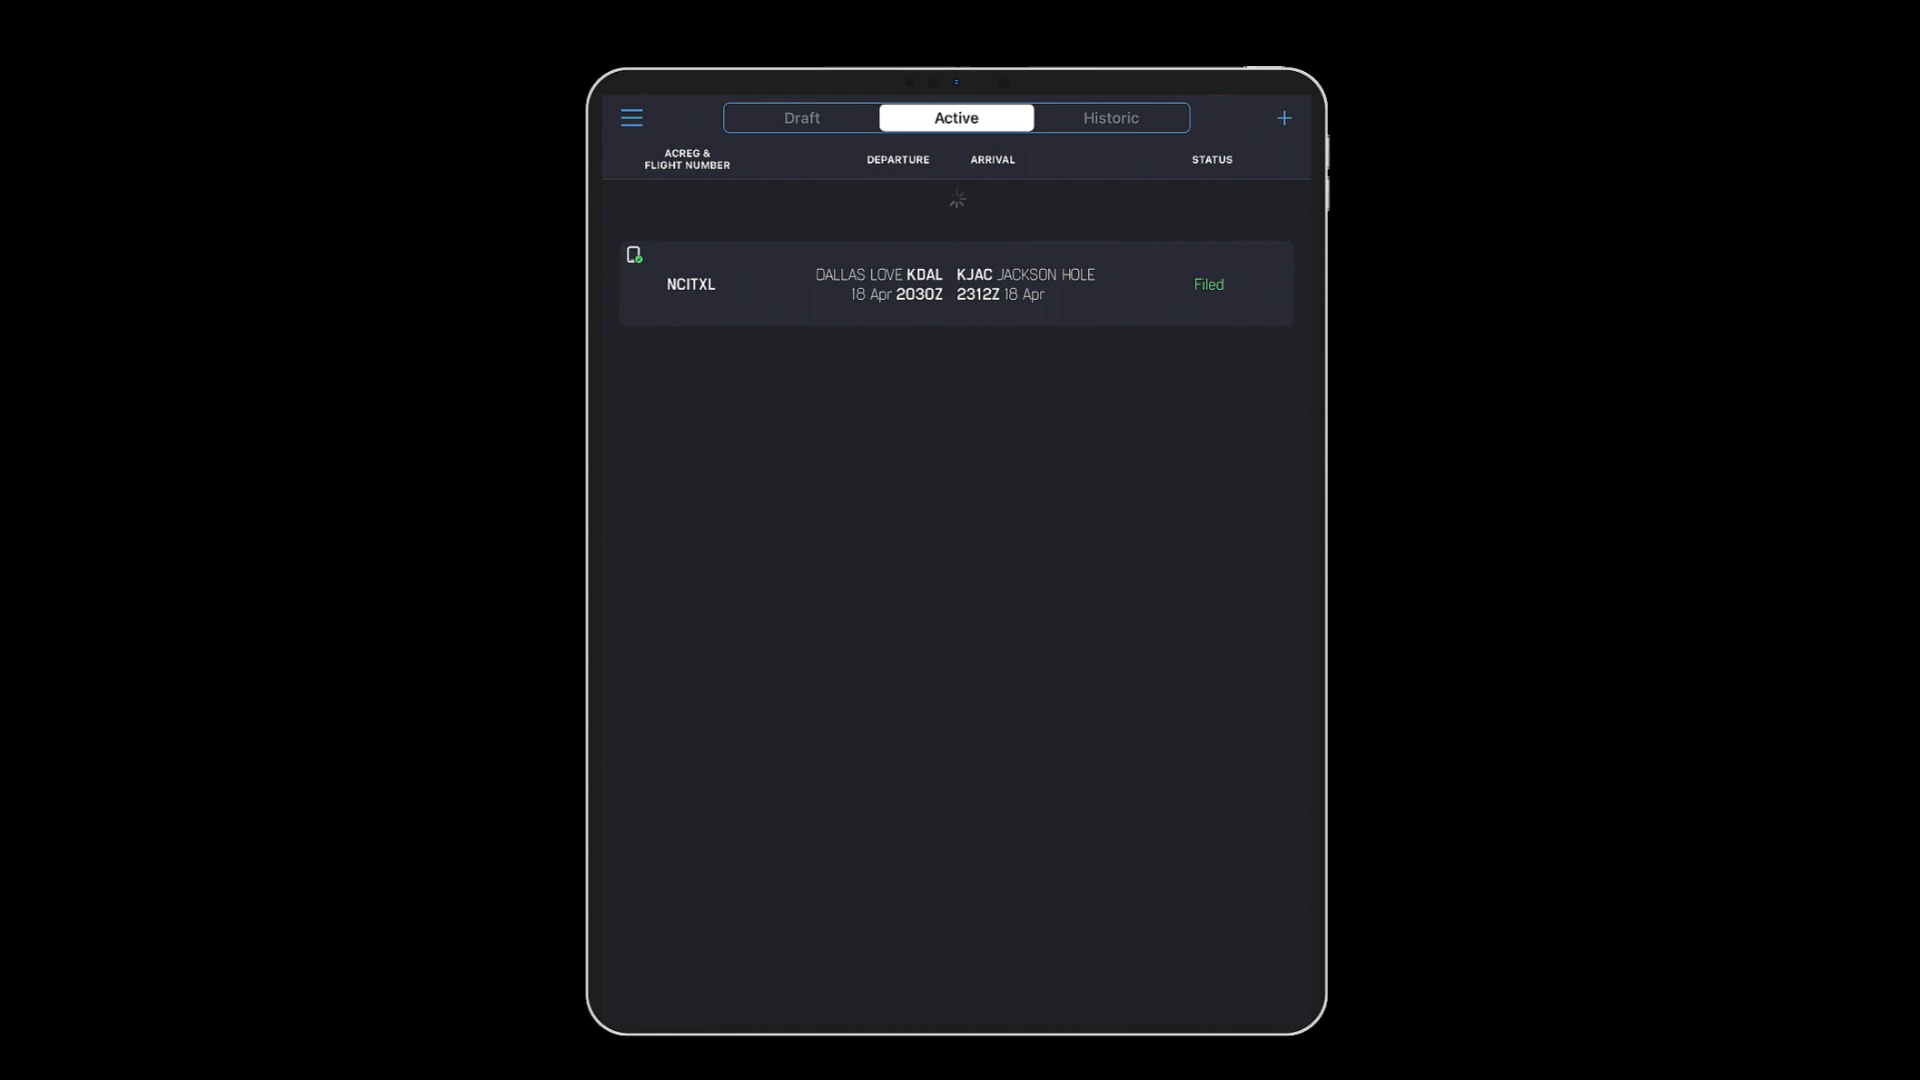 Draft Active Historic
ACREG &
FLIGHT NUMBER
DEPARTURE ARRIVAL STATUS
NCITXL
DALLAS LOVE KDAL KJAC JACKSON HOLE
18 Apr 2030Z 2312Z 18 Apr
Filed